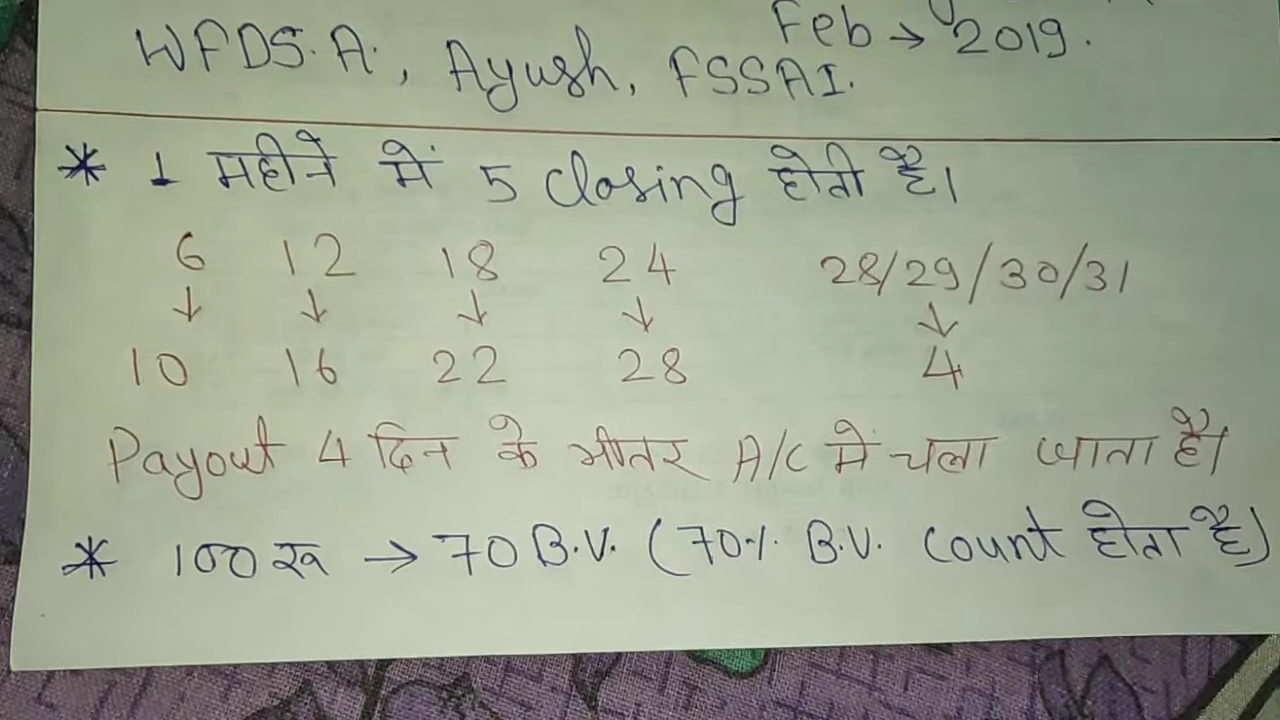 Feb → 2019.
WFDS.A., Ayush, FSSAI.
* 1 महीने में 5 closing होती है।
6 12 18 24 28/29/30/31
↓ ↓ ↓ ↓ ↓
10 16 22 28 4
Payout 4 दिन के भीतर A/C में चला जाता है।
* 100 रू → 70 B.V. (70% B.V. count होता है)